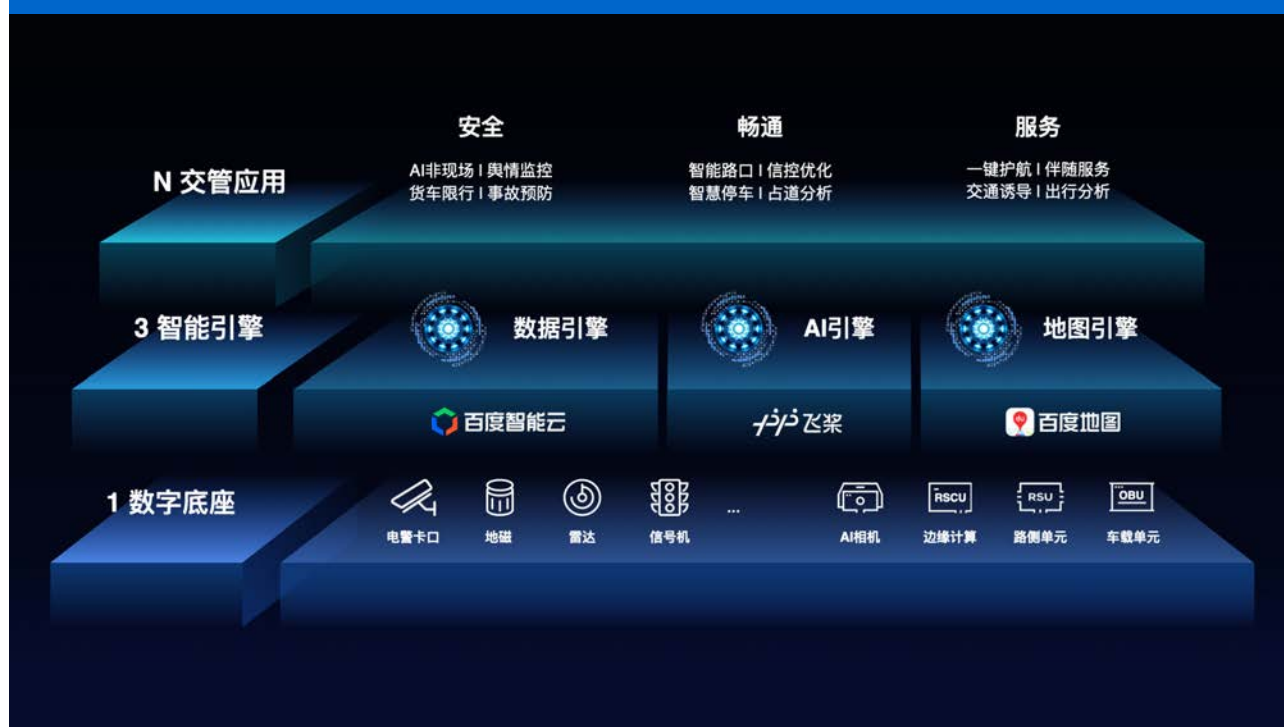 安全
畅通
服务
N 交管应用
AI非现场 | 舆情监控
货车限行 | 事故预防
智能路口 | 信控优化
智慧停车 | 占道分析
一键护航 | 伴随服务
交通诱导 | 出行分析
3 智能引擎
数据引擎
AI引擎
地图引擎
百度智能云
飞桨
du
百度地图
1 数字底座
...
RSCU
RSU
OBU
电警卡口
地磁
雷达
信号机
AI相机
边缘计算
路侧单元
车载单元